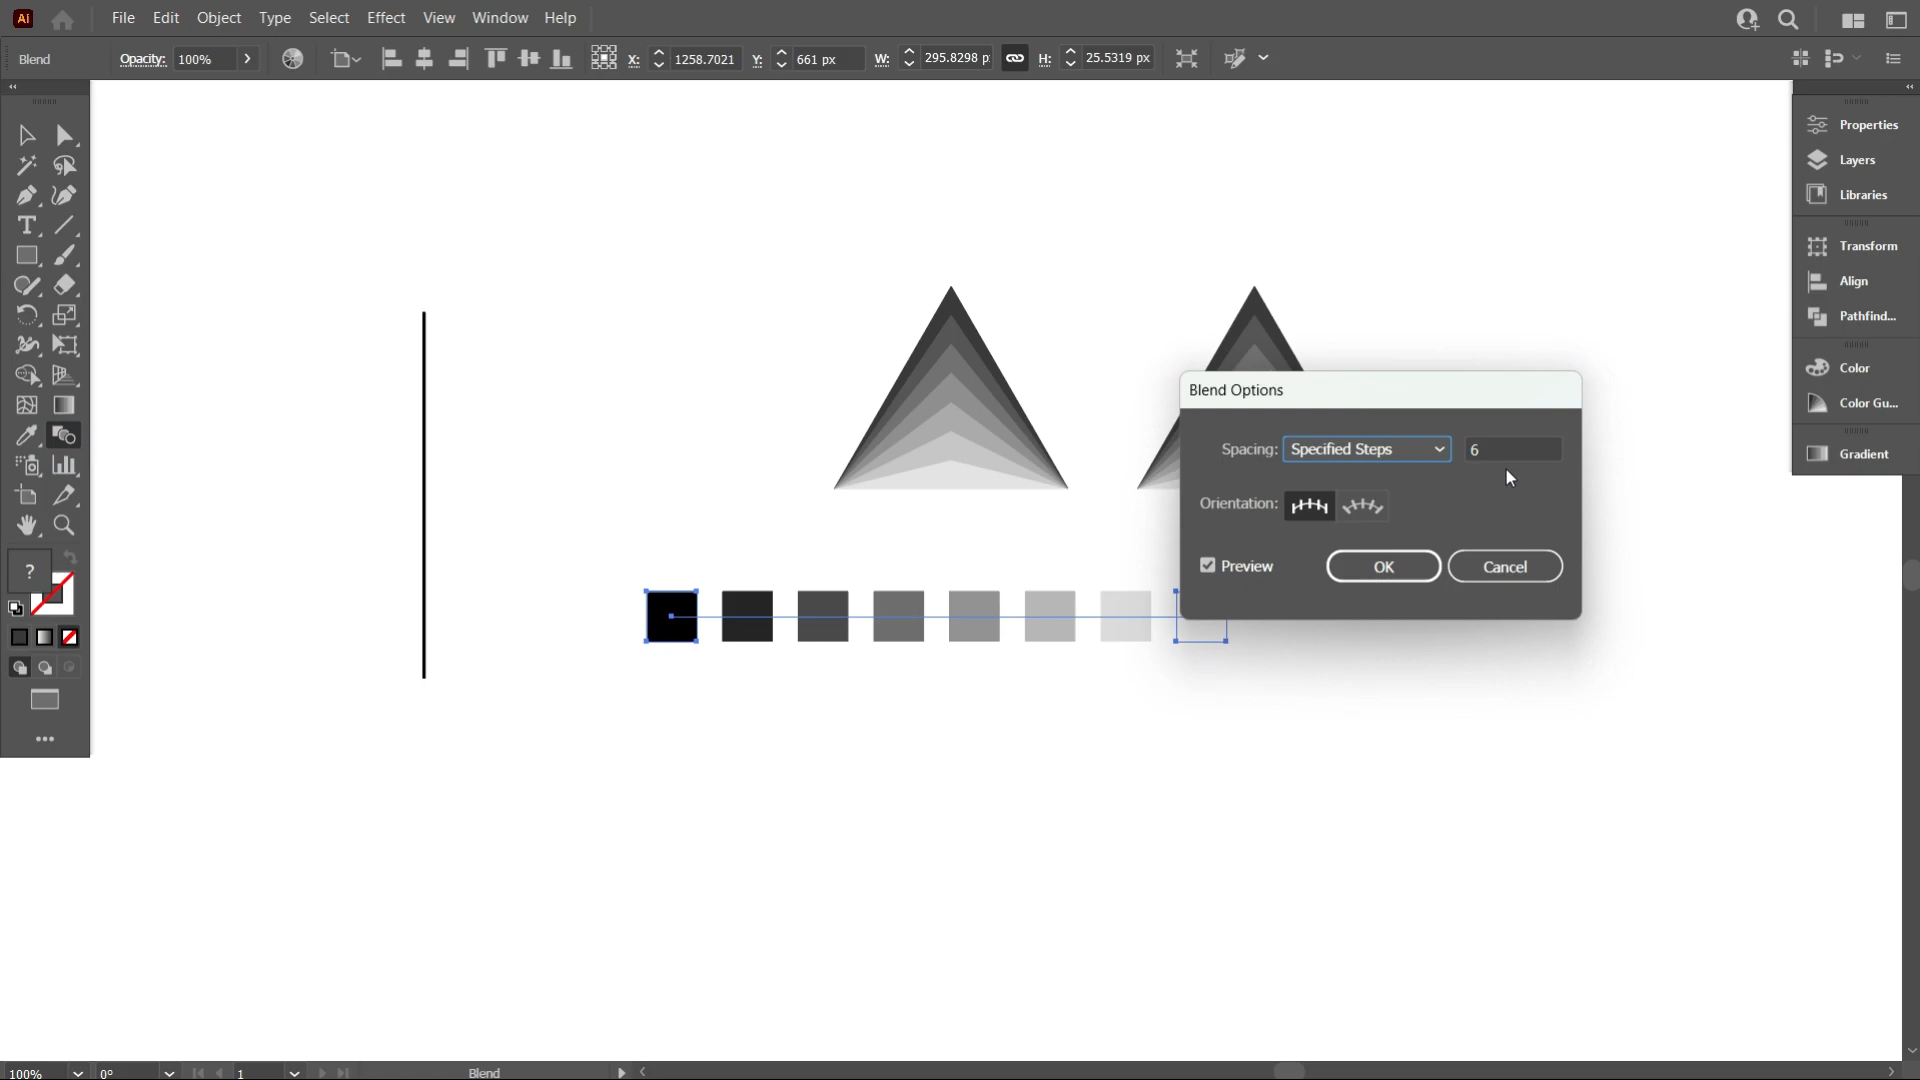 Ai File Edit Object Type Select Effect View Window Help
Blend Opacity: 100% X: 1258.7021 Y: 661 px W: 295.8298 p H: 25.5319 px
Properties
Layers
Libraries
Transform
Align
Pathfind...
Color
Color Gu...
Gradient
Blend Options
Spacing: Specified Steps 6
Orientation:
Preview OK Cancel
T
?
100% 0° 1 Blend